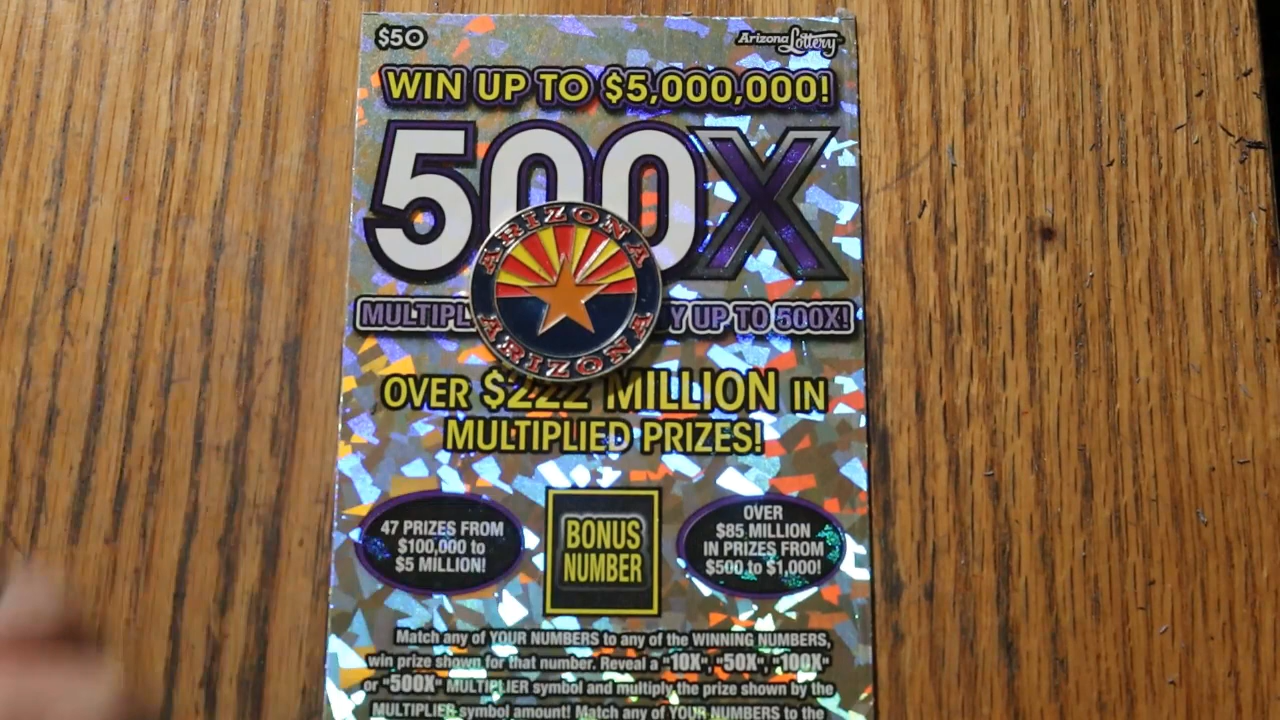 $50
Arizona Lottery
WIN UP TO $5,000,000!
500X
ARIZONA
MULTIPL Y UP TO 500X!
ARIZONA
OVER $222 MILLION IN
MULTIPLIED PRIZES!
47 PRIZES FROM
$100,000 to
$5 MILLION!
BONUS
NUMBER
OVER
$85 MILLION
IN PRIZES FROM
$500 to $1,000!
Match any of YOUR NUMBERS to any of the WINNING NUMBERS,
win prize shown for that number. Reveal a "10X", "50X", "100X"
or "500X" MULTIPLIER symbol and multiply the prize shown by the
MULTIPLIER symbol amount! Match any of YOUR NUMBERS to the